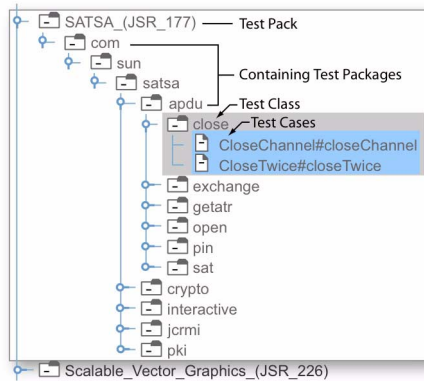 SATSA_(JSR_177) Test Pack
com
sun Containing Test Packages
satsa
apdu Test Class
close Test Cases
CloseChannel#closeChannel
CloseTwice#closeTwice
exchange
getatr
open
pin
sat
crypto
interactive
jcrmi
pki
Scalable_Vector_Graphics_(JSR_226)